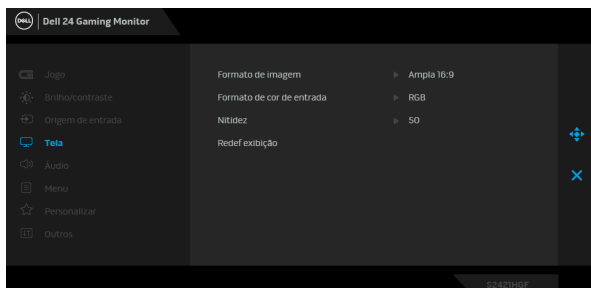 DELL Dell 24 Gaming Monitor
Jogo
Brilho/contraste
Origem de entrada
Tela
Áudio
Menu
Personalizar
Outros
Formato de imagem Ampla 16:9
Formato de cor de entrada RGB
Nitidez 50
Redef exibição
S2421HGF